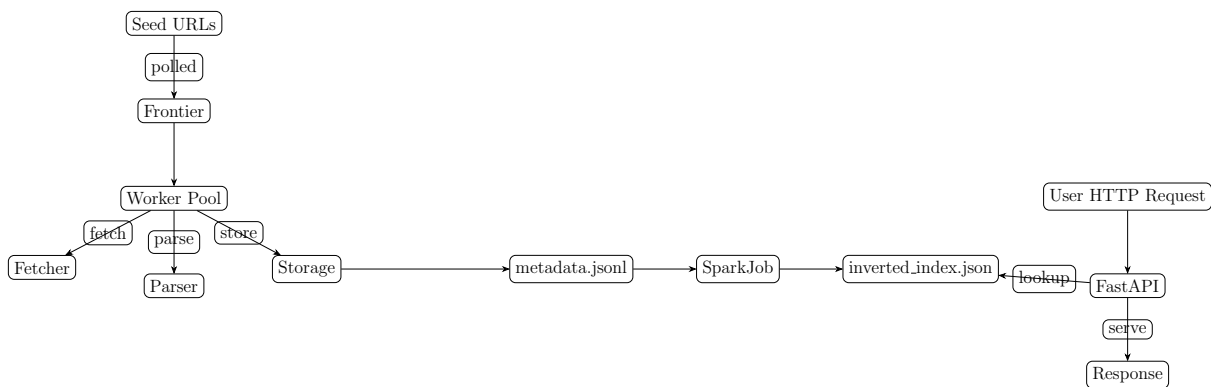 Seed URLs
polled
Frontier
Worker Pool
User HTTP Request
fetch
parse
store
Fetcher
Parser
Storage
metadata.jsonl
SparkJob
inverted_index.json
lookup
FastAPI
serve
Response